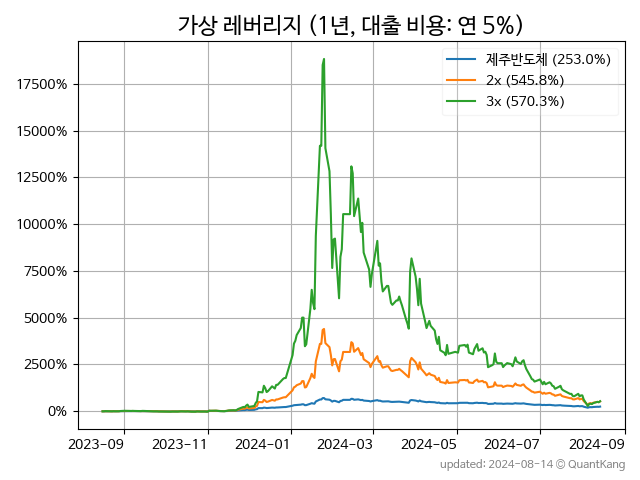 가상 레버리지 (1년, 대출 비용: 연 5%)
제주반도체 (253.0%)
2x (545.8%)
3x (570.3%)
17500%
15000%
12500%
10000%
7500%
5000%
2500%
0%
2023-09 2023-11 2024-01 2024-03 2024-05 2024-07 2024-09
updated: 2024-08-14 © QuantKang